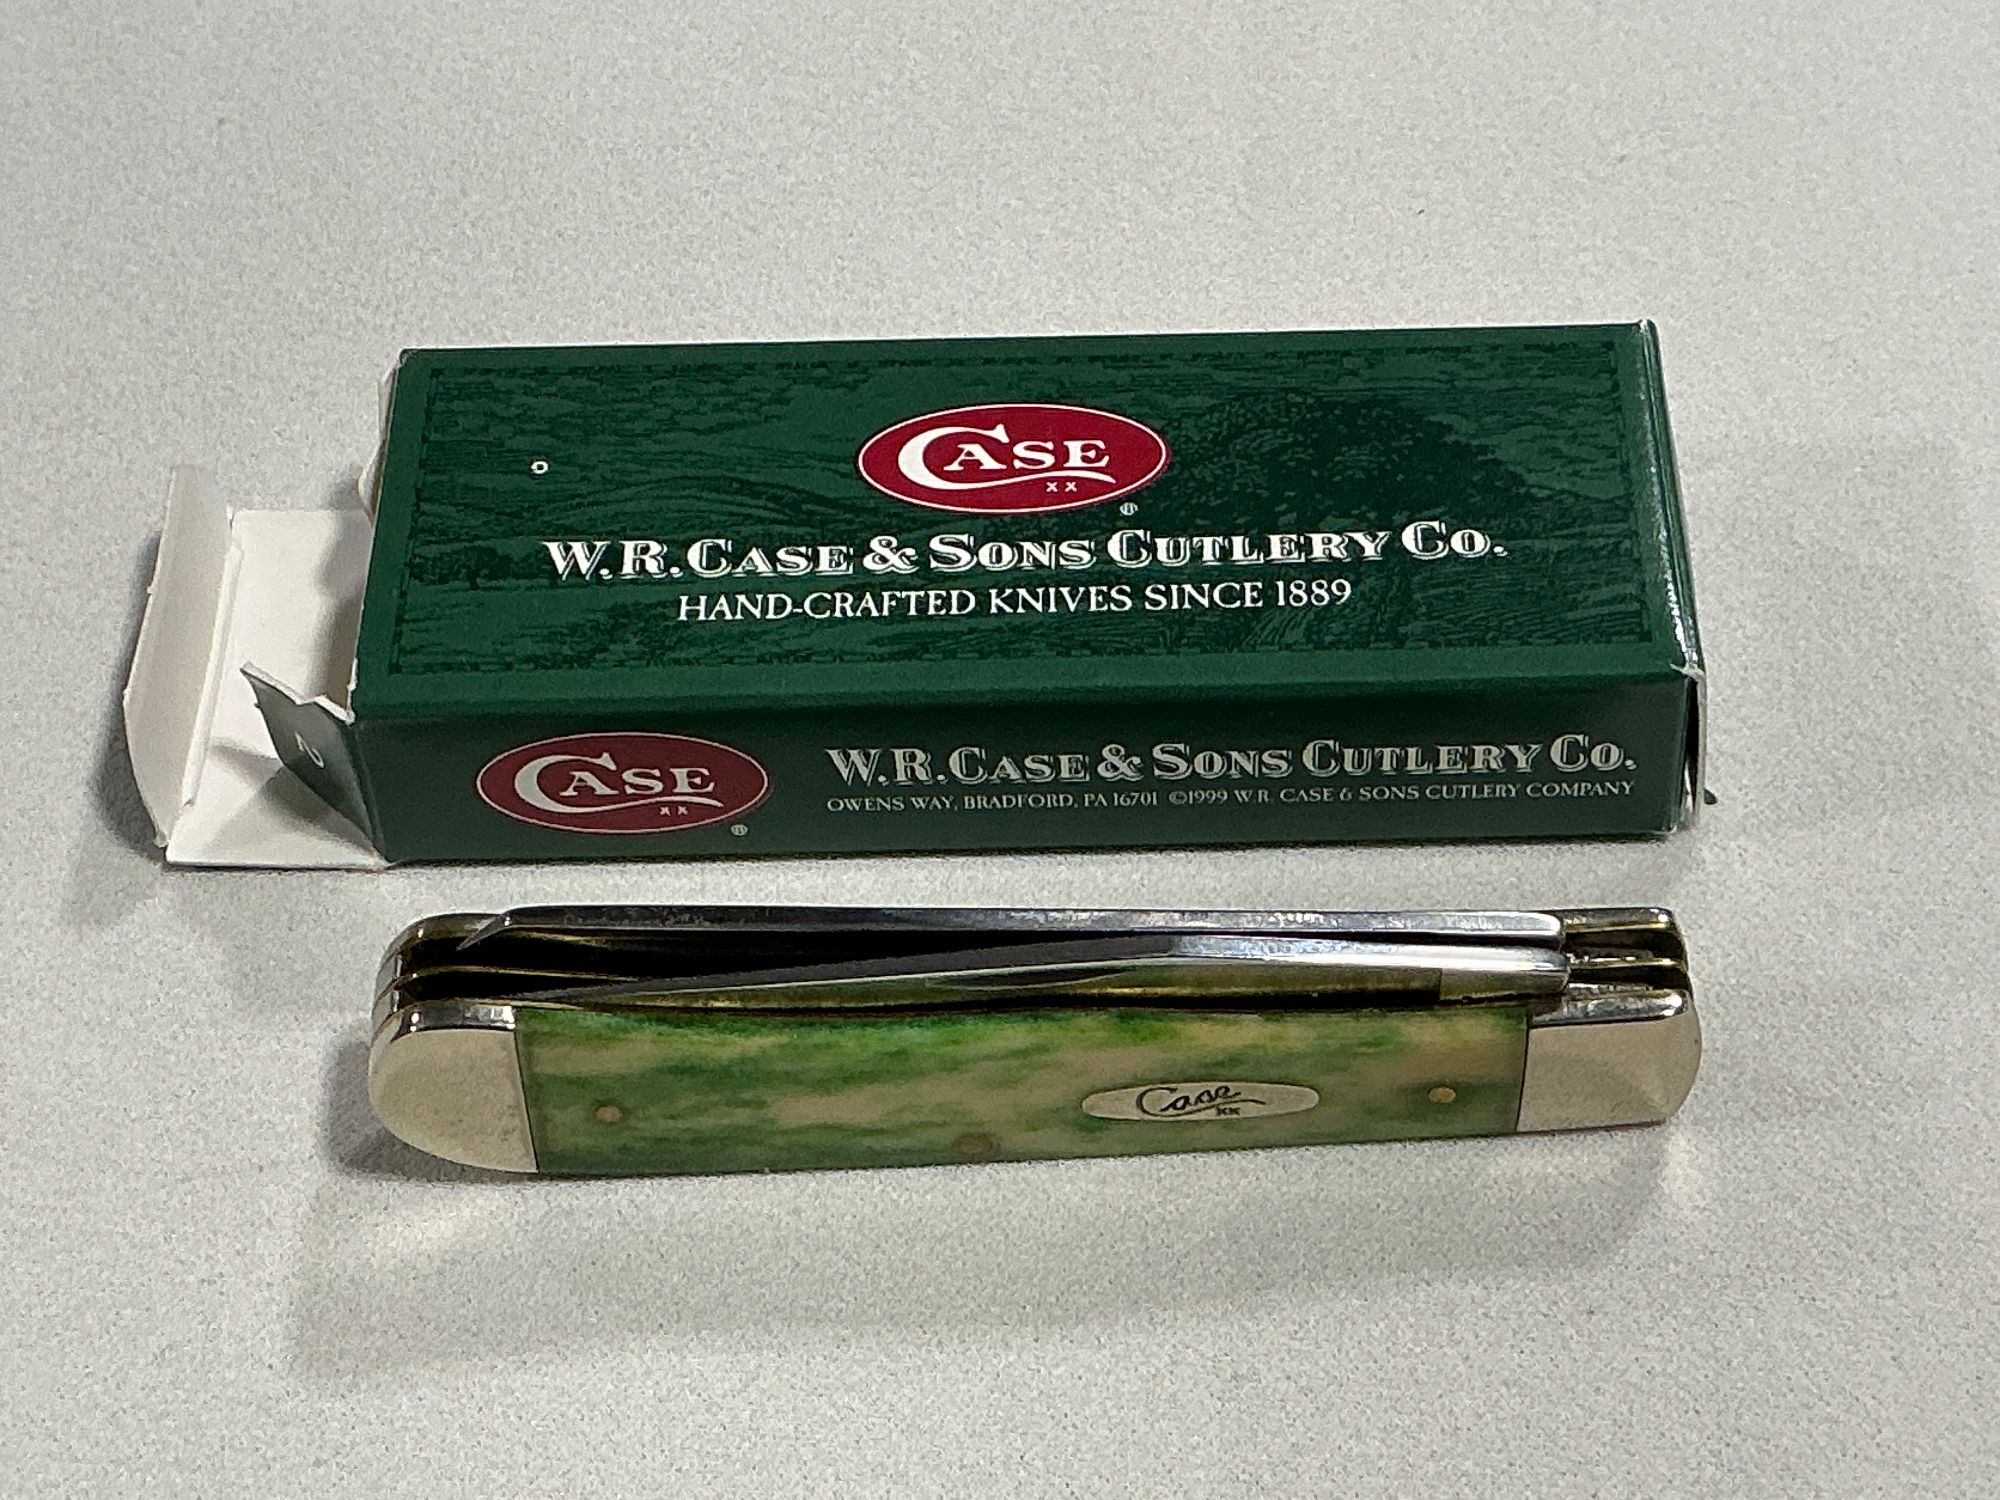 CASE
XX
®
W.R. CASE & SONS CUTLERY CO.
HAND-CRAFTED KNIVES SINCE 1889
CASE
XX
®
W.R. CASE & SONS CUTLERY CO.
OWENS WAY, BRADFORD, PA 16701 ©1999 W.R. CASE & SONS CUTLERY COMPANY
Case
XX